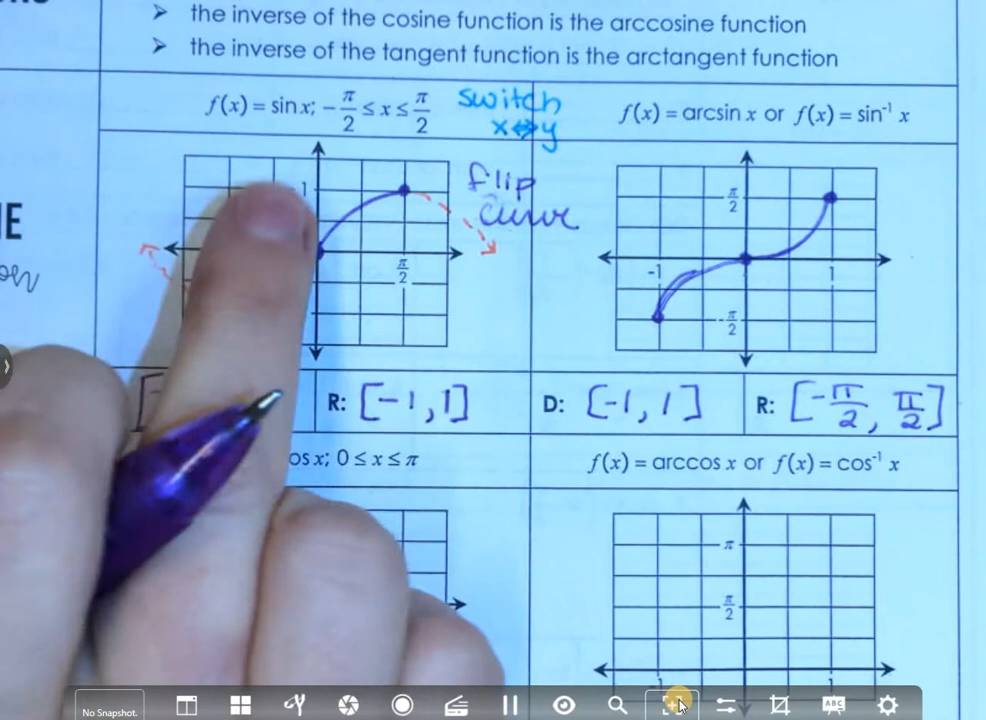 ➢ the inverse of the cosine function is the arccosine function
➢ the inverse of the tangent function is the arctangent function
f(x) = sin x; -π/2 ≤ x ≤ π/2
switch
x↔y
f(x) = arcsin x or f(x) = sin⁻¹ x
flip
curve
1
π/2
π/2
-1
1
-π/2
E
R: [-1, 1]
D: [-1, 1]
R: [-π/2, π/2]
os x; 0 ≤ x ≤ π
f(x) = arccos x or f(x) = cos⁻¹ x
π
π/2
No Snapshot.
ABC